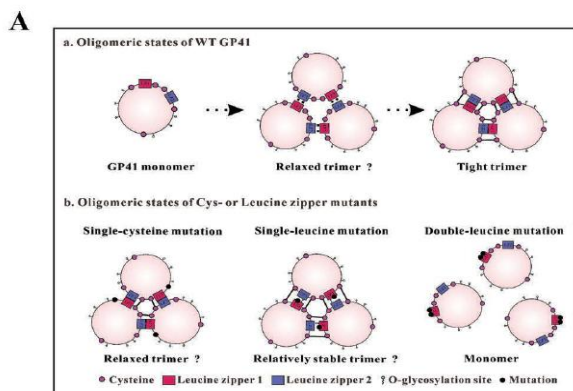 A
a. Oligomeric states of WT GP41
GP41 monomer Relaxed trimer ? Tight trimer
b. Oligomeric states of Cys- or Leucine zipper mutants
Single-cysteine mutation Single-leucine mutation Double-leucine mutation
Relaxed trimer ? Relatively stable trimer ? Monomer
Cysteine Leucine zipper 1 Leucine zipper 2 O-glycosylation site Mutation